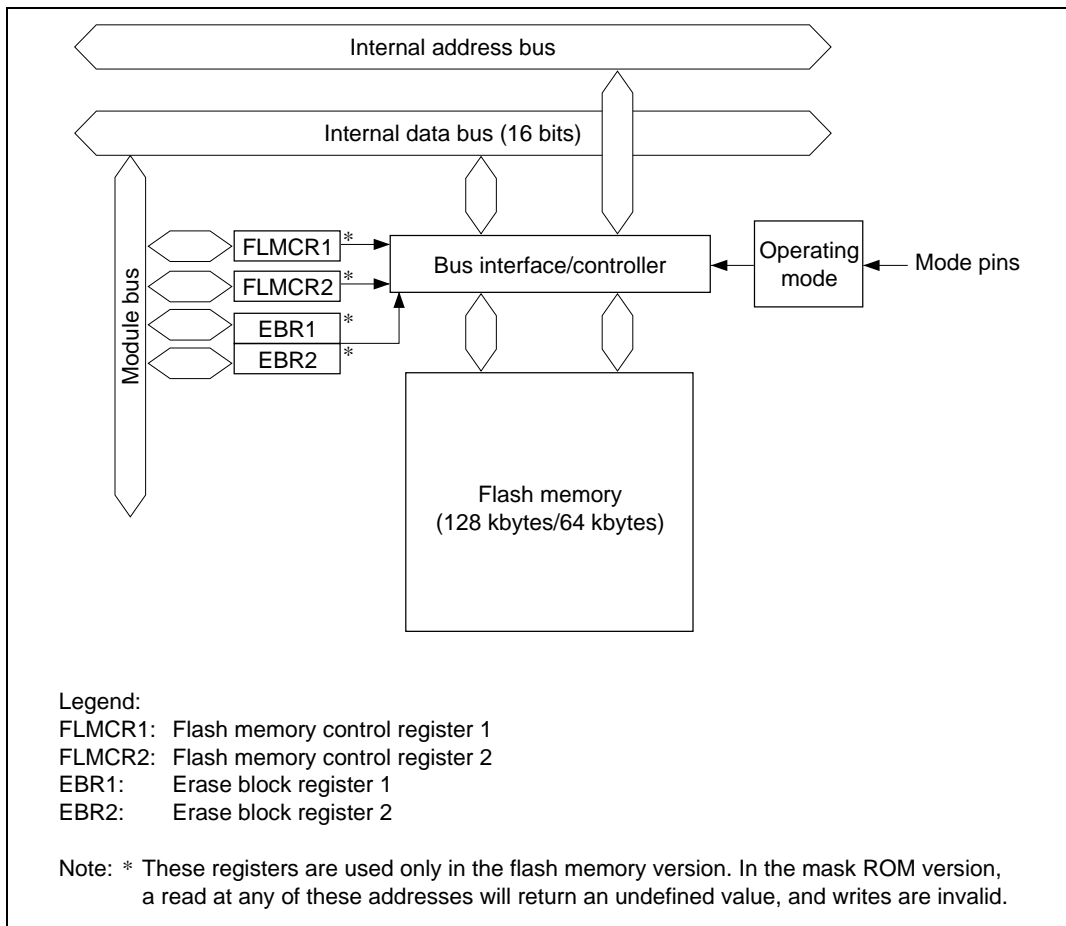 Internal address bus
Internal data bus (16 bits)
Module bus
FLMCR1 *
FLMCR2 *
EBR1 *
EBR2 *
Bus interface/controller
Operating
mode
Mode pins
Flash memory
(128 kbytes/64 kbytes)
Legend:
FLMCR1: Flash memory control register 1
FLMCR2: Flash memory control register 2
EBR1: Erase block register 1
EBR2: Erase block register 2
Note: * These registers are used only in the flash memory version. In the mask ROM version,
a read at any of these addresses will return an undefined value, and writes are invalid.